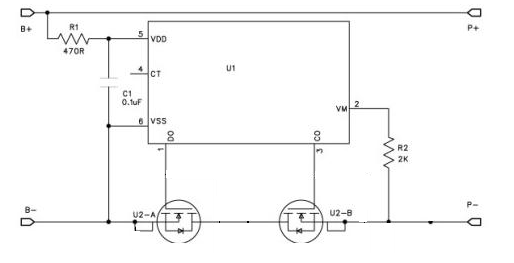 B+
R1
470R
5
VDD
P+
4
CT
U1
C1
0.1uF
VM
2
6
VSS
DO
CO
1
3
R2
2K
B-
U2-A
U2-B
P-